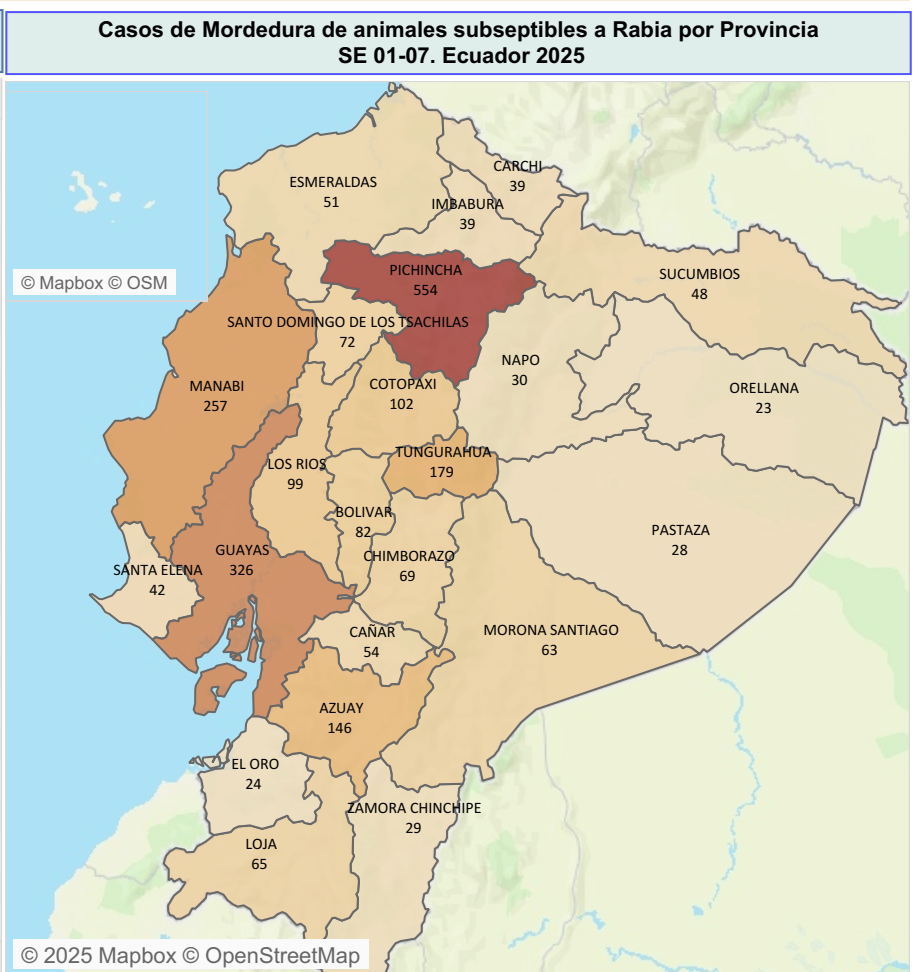 Casos de Mordedura de animales subseptibles a Rabia por Provincia
SE 01-07. Ecuador 2025
CARCHI
39
ESMERALDAS
51
IMBABURA
39
PICHINCHA
554
SUCUMBIOS
48
© Mapbox © OSM
SANTO DOMINGO DE LOS TSACHILAS
72
NAPO
30
MANABI
257
COTOPAXI
102
ORELLANA
23
TUNGURAHUA
179
LOS RIOS
99
BOLIVAR
82
PASTAZA
28
GUAYAS
326
CHIMBORAZO
69
SANTA ELENA
42
CAÑAR
54
MORONA SANTIAGO
63
AZUAY
146
EL ORO
24
ZAMORA CHINCHIPE
29
LOJA
65
© 2025 Mapbox © OpenStreetMap